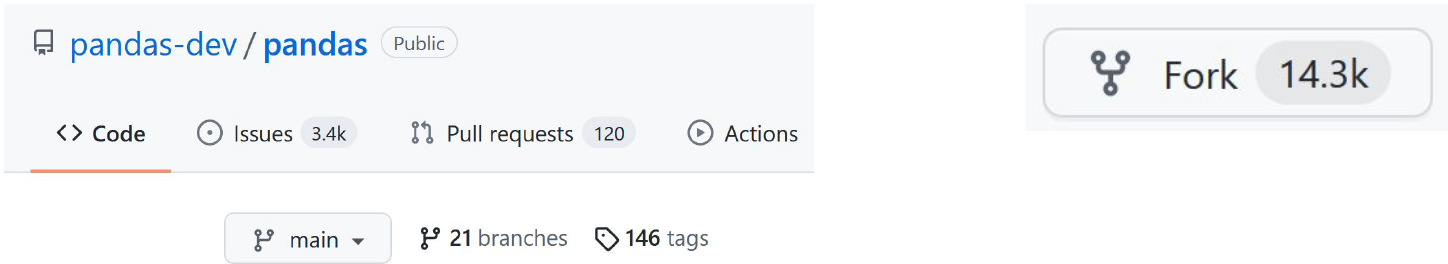 pandas-dev / pandas Public
Fork 14.3k
Code Issues 3.4k Pull requests 120 Actions
main 21 branches 146 tags